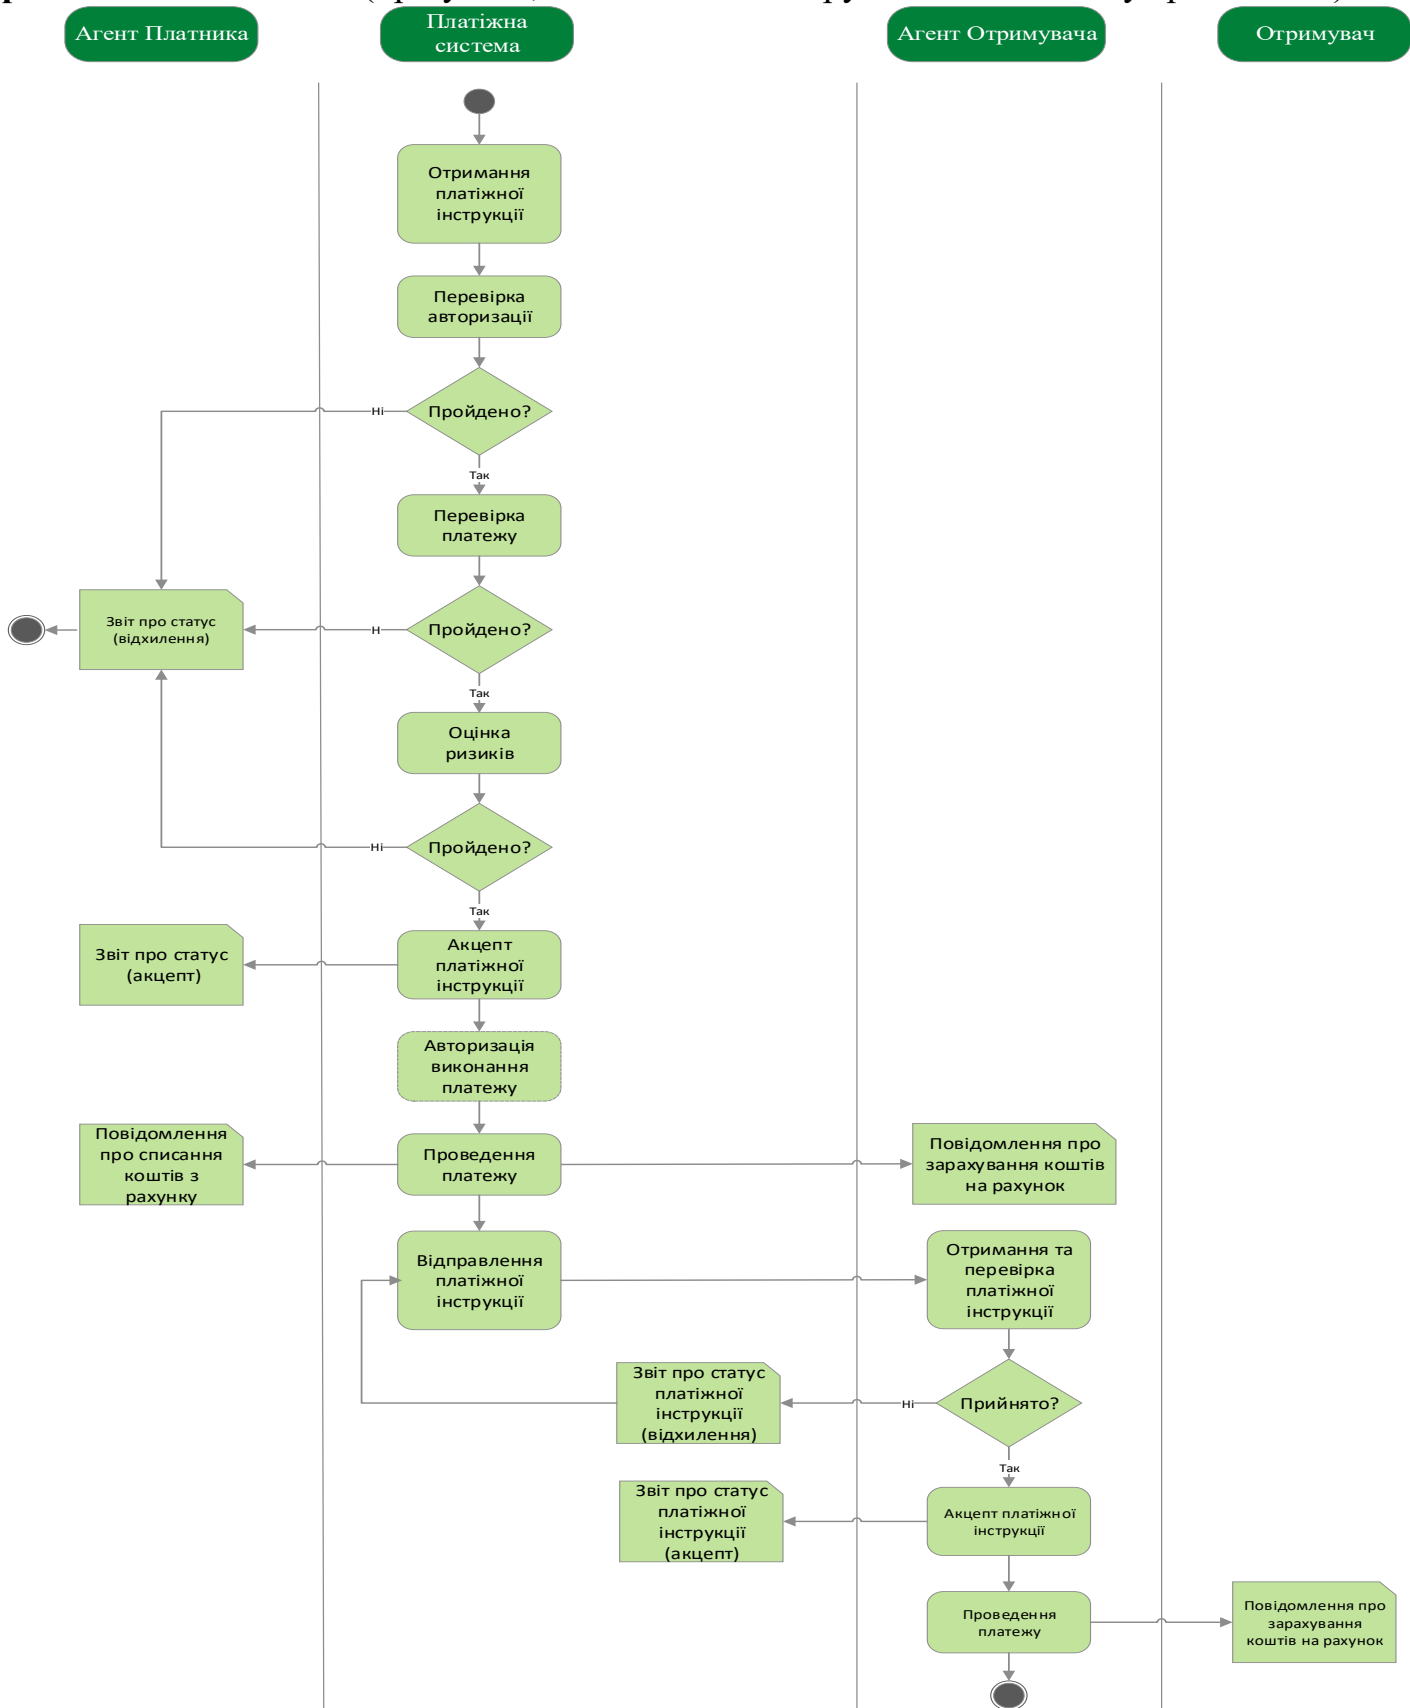 Агент Платника
Платіжна
система
Агент Отримувача
Отримувач
Отримання
платіжної
інструкції
Перевірка
авторизації
Пройдено?
Ні
Так
Перевірка
платежу
Звіт про статус
(відхилення)
Н
Пройдено?
Так
Оцінка
ризиків
Пройдено?
Ні
Так
Звіт про статус
(акцепт)
Акцепт
платіжної
інструкції
Авторизація
виконання
платежу
Повідомлення
про списання
коштів з
рахунку
Проведення
платежу
Повідомлення про
зарахування коштів
на рахунок
Відправлення
платіжної
інструкції
Отримання та
перевірка
платіжної
інструкції
Звіт про статус
платіжної
інструкції
(відхилення)
Ні
Прийнято?
Так
Звіт про статус
платіжної
інструкції
(акцепт)
Акцепт платіжної
інструкції
Проведення
платежу
Повідомлення про
зарахування
коштів на рахунок